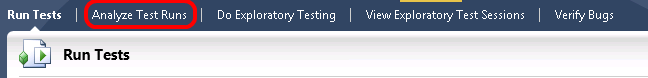 Run Tests | Analyze Test Runs | Do Exploratory Testing | View Exploratory Test Sessions | Verify Bugs
Run Tests